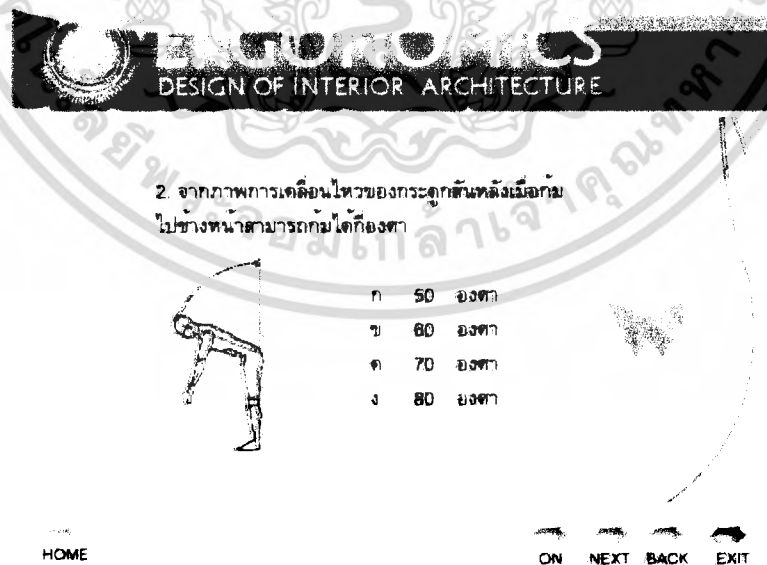 ERGONOMICS
DESIGN OF INTERIOR ARCHITECTURE
2. จากภาพการเคลื่อนไหวของกระดูกสันหลังเมื่อก้ม
ไปข้างหน้าสามารถก้มได้กี่องศา
ก 50 องศา
ข 60 องศา
ค 70 องศา
ง 80 องศา
HOME
ON NEXT BACK EXIT